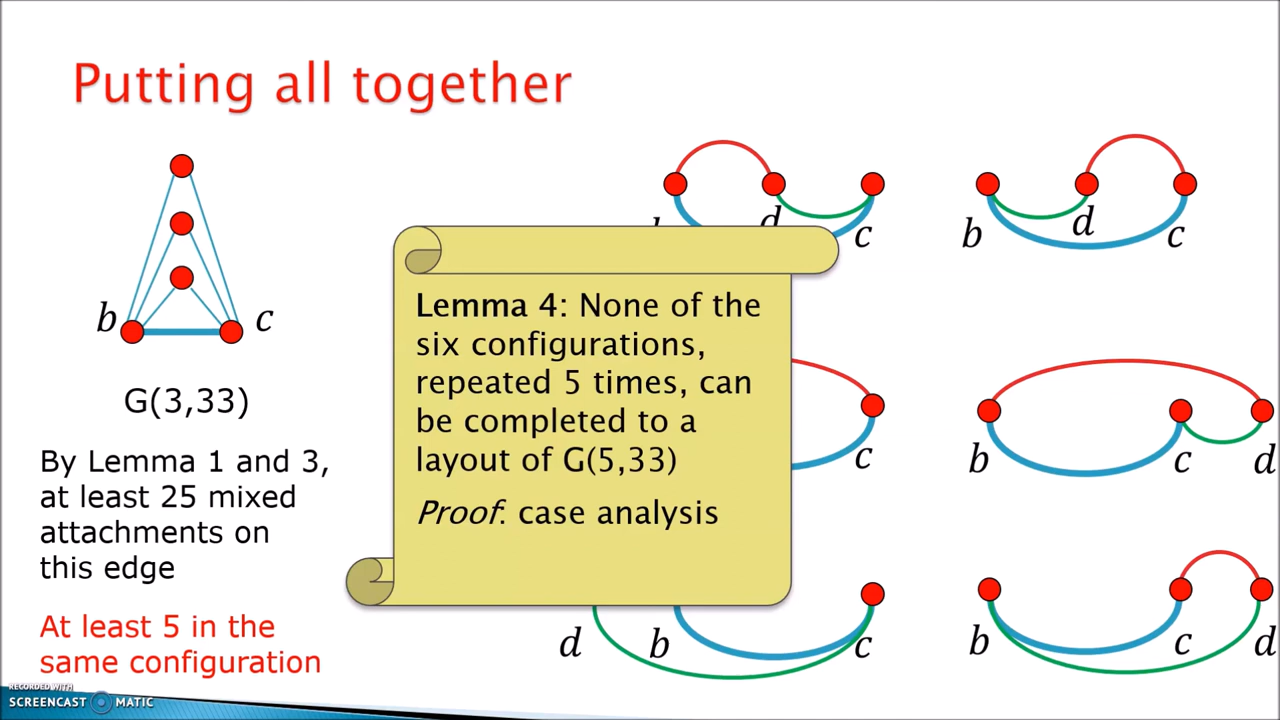 Putting all together
b
c
G(3,33)
By Lemma 1 and 3,
at least 25 mixed
attachments on
this edge
At least 5 in the
same configuration
Lemma 4: None of the
six configurations,
repeated 5 times, can
be completed to a
layout of G(5,33)
Proof: case analysis
b d c
b d c
c
b c d
d b c
b c d
RECORDED WITH
SCREENCAST MATIC